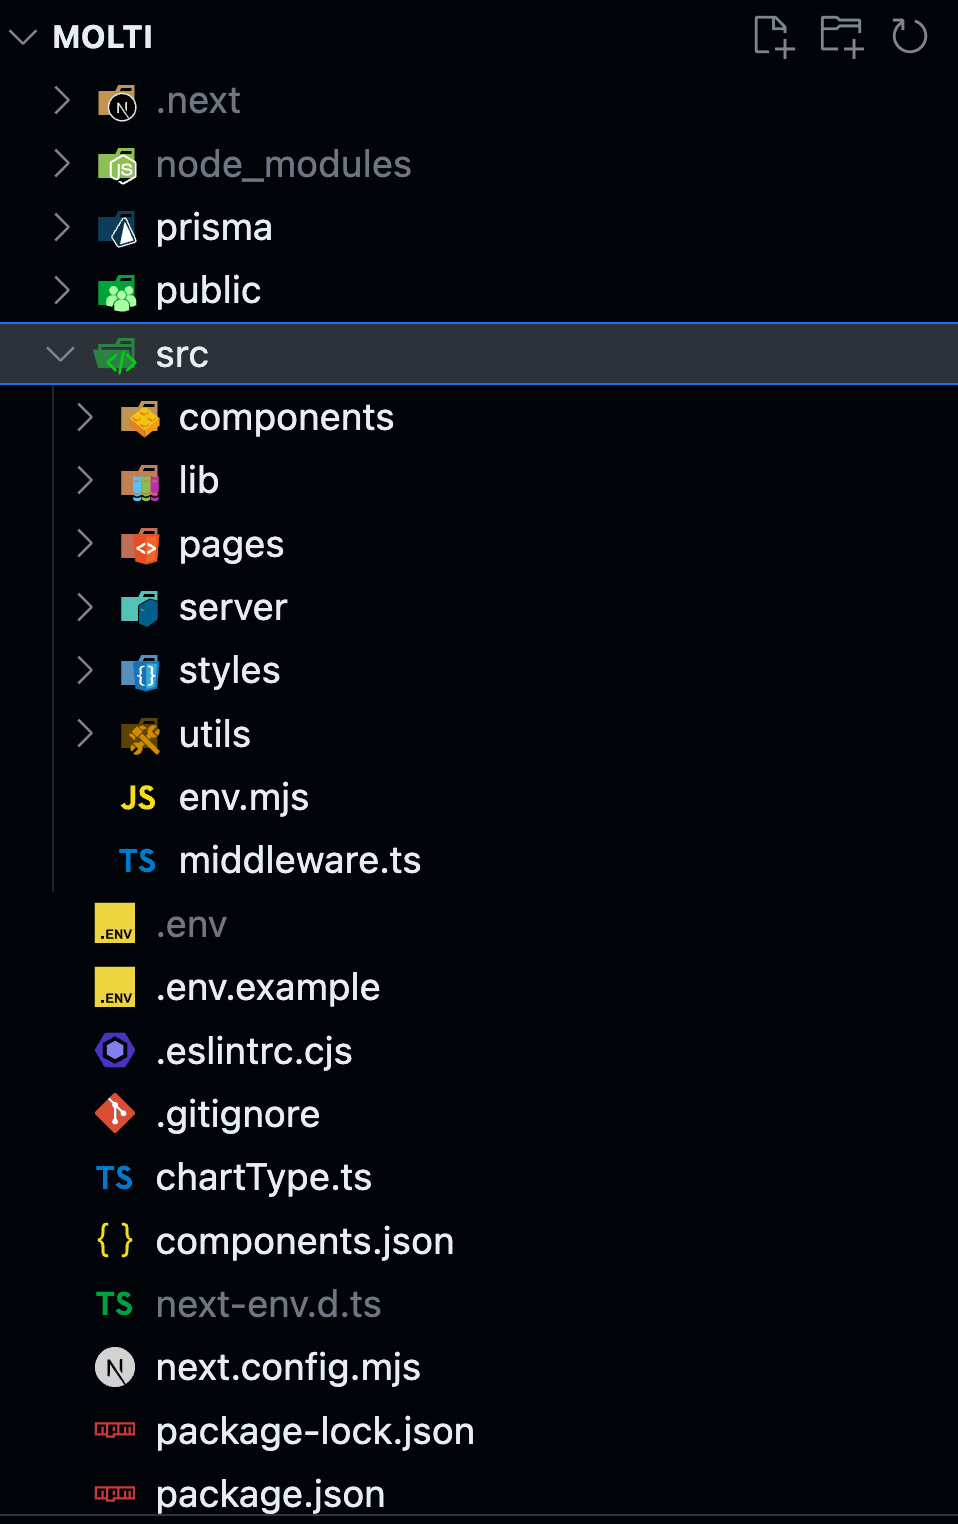 MOLTI
.next
node_modules
prisma
public
src
components
lib
pages
server
styles
utils
JS env.mjs
TS middleware.ts
.ENV .env
.ENV .env.example
.eslintrc.cjs
.gitignore
TS chartType.ts
{ } components.json
TS next-env.d.ts
N next.config.mjs
package-lock.json
package.json